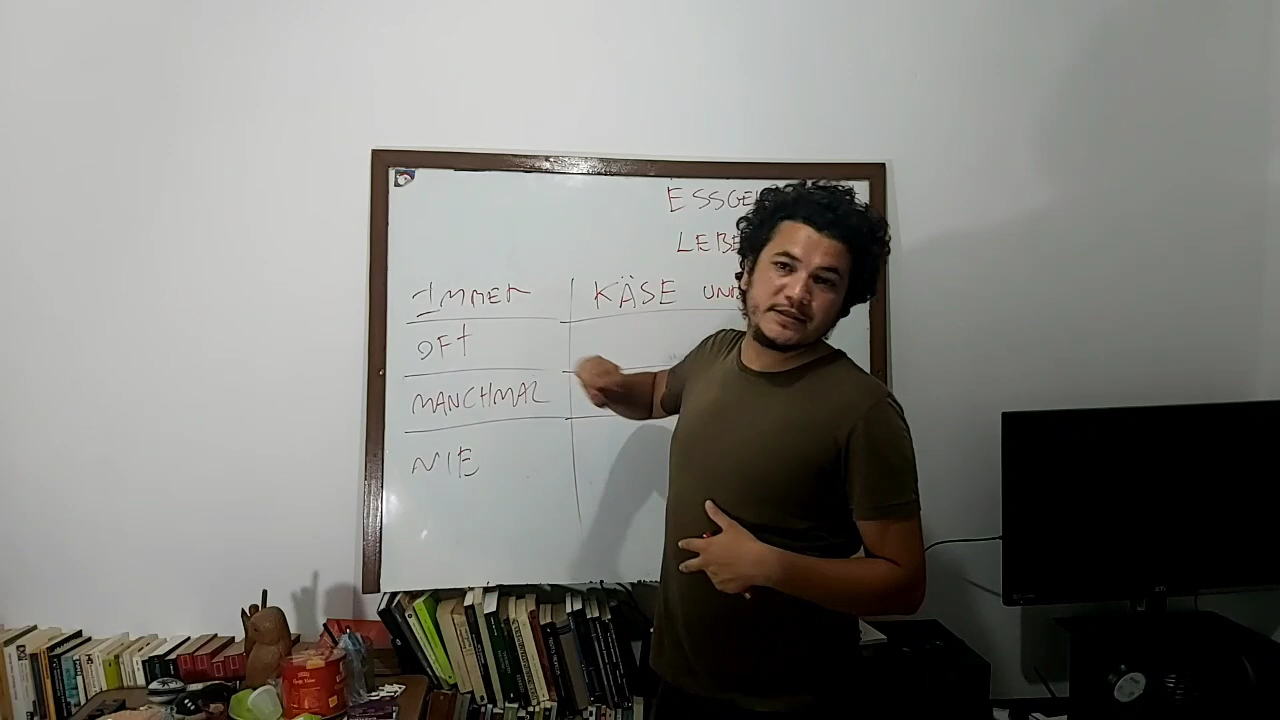 ESSGE
LEBE
IMMER KÄSE UND
OFT
MANCHMAL
NIE